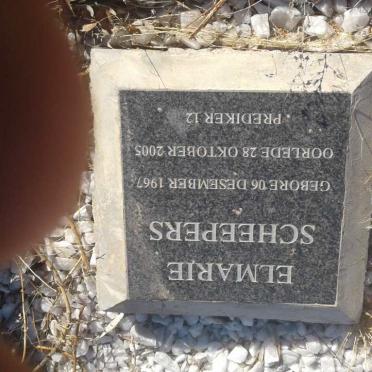 ELMARIE
SCHEEPERS
GEBORE 06 DESEMBER 1967
OORLEDE 28 OKTOBER 2005
PREDIKER 12